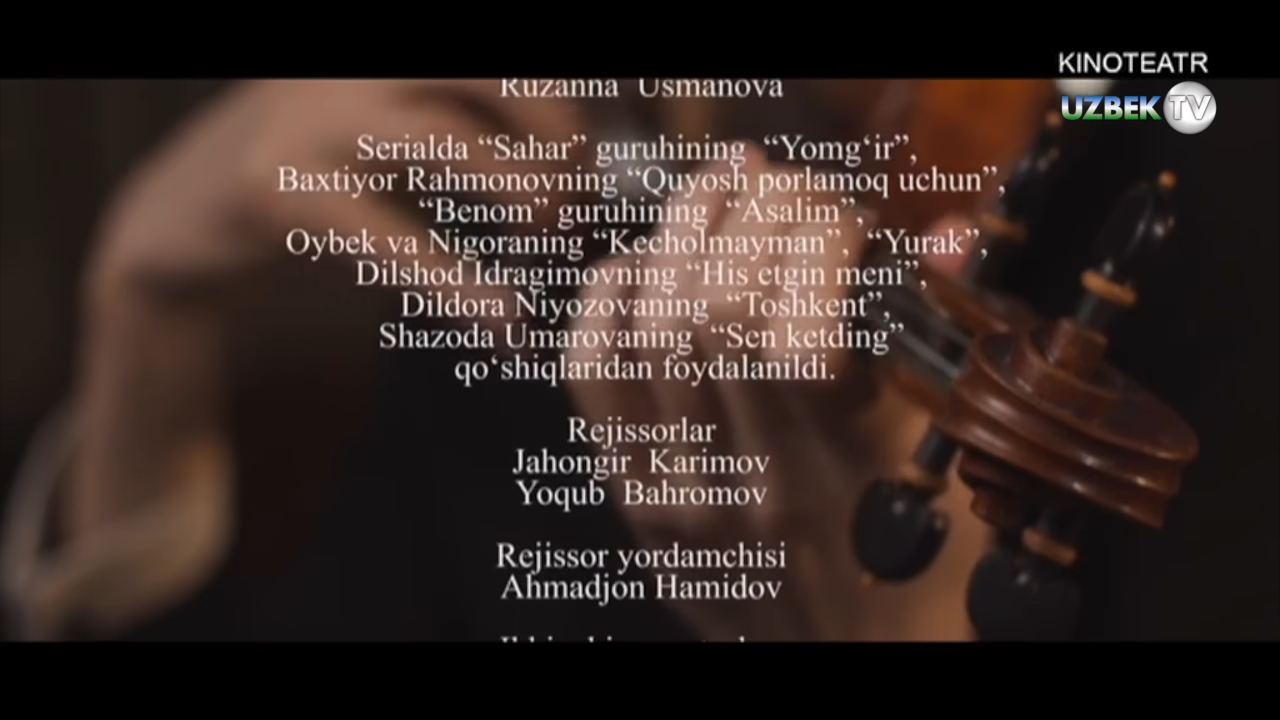 KINOTEATR
UZBEK TV
Ruzanna Usmanova
Serialda “Sahar” guruhining “Yomg‘ir”,
Baxtiyor Rahmonovning “Quyosh porlamoq uchun”,
“Benom” guruhining “Asalim”,
Oybek va Nigoraning “Kecholmayman”, “Yurak”,
Dilshod Idragimovning “His etgin meni”,
Dildora Niyozovaning “Toshkent”,
Shazoda Umarovaning “Sen ketding”
qo‘shiqlaridan foydalanildi.
Rejissorlar
Jahongir Karimov
Yoqub Bahromov
Rejissor yordamchisi
Ahmadjon Hamidov